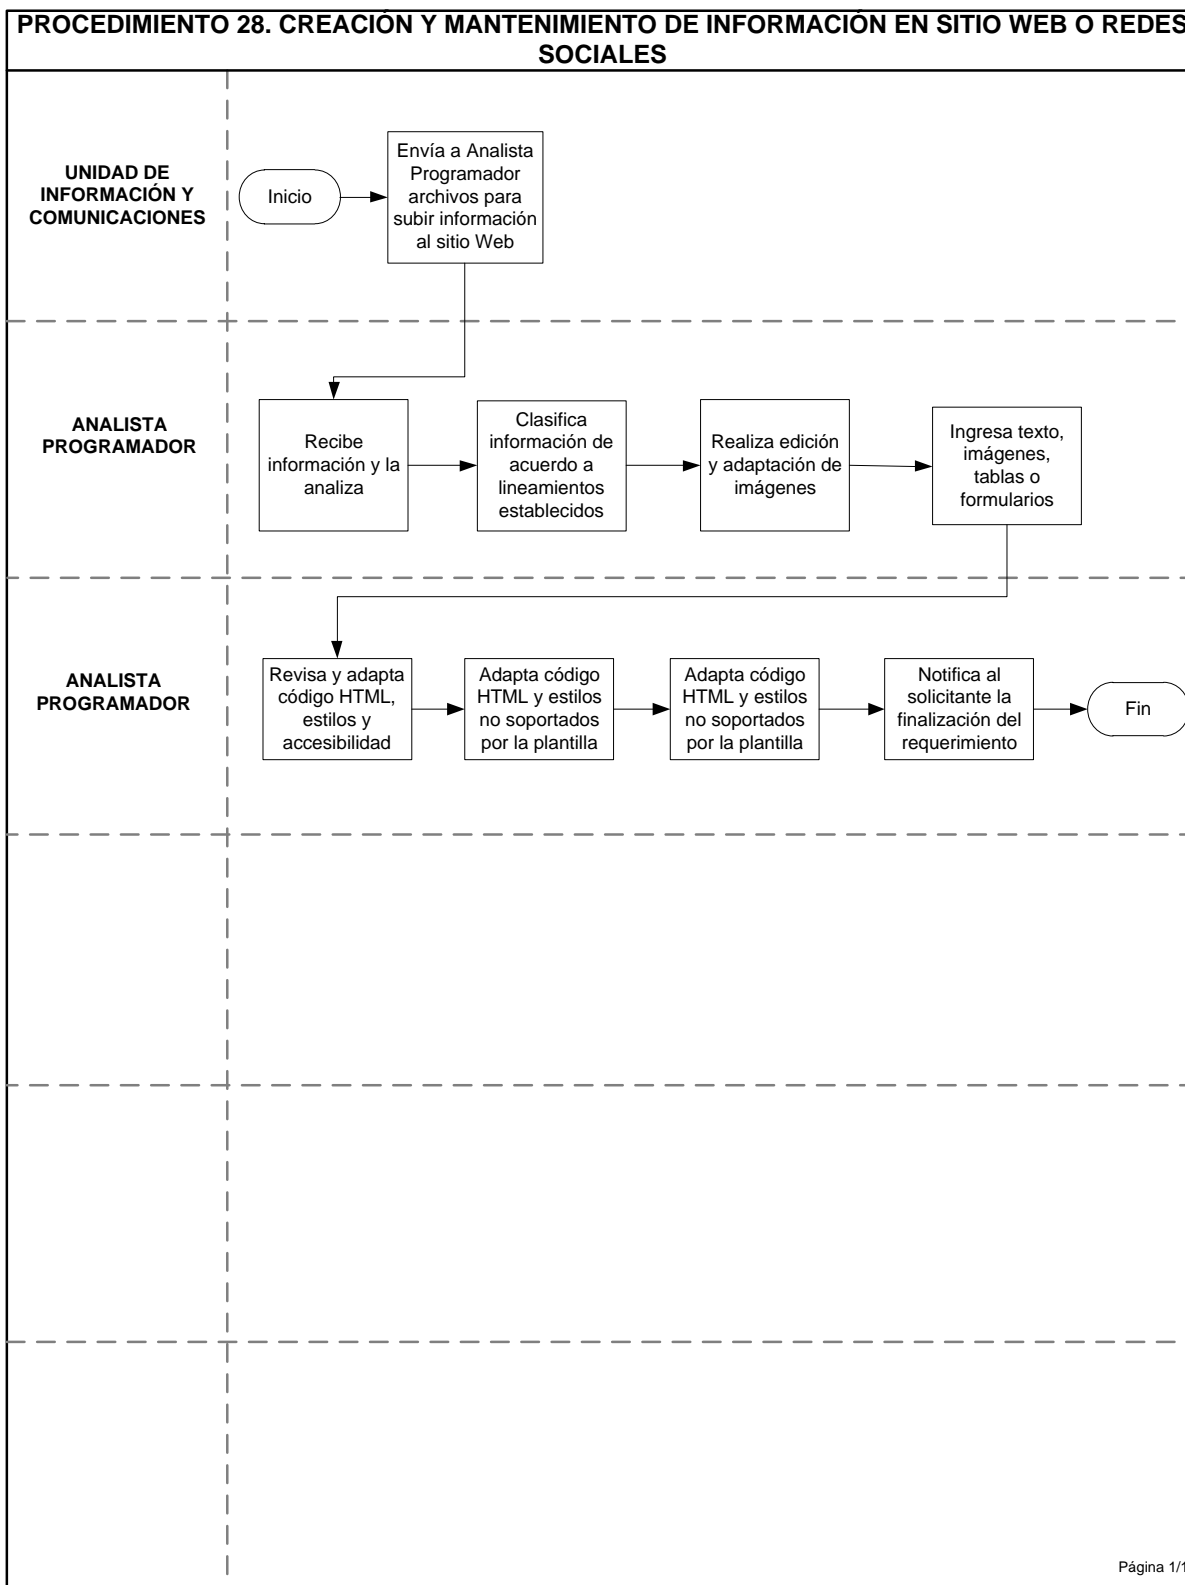 PROCEDIMIENTO 28. CREACIÓN Y MANTENIMIENTO DE INFORMACIÓN EN SITIO WEB O REDES
SOCIALES
UNIDAD DE
INFORMACIÓN Y
COMUNICACIONES
Inicio
Envía a Analista
Programador
archivos para
subir información
al sitio Web
ANALISTA
PROGRAMADOR
Recibe
información y la
analiza
Clasifica
información de
acuerdo a
lineamientos
establecidos
Realiza edición
y adaptación de
imágenes
Ingresa texto,
imágenes,
tablas o
formularios
ANALISTA
PROGRAMADOR
Revisa y adapta
código HTML,
estilos y
accesibilidad
Adapta código
HTML y estilos
no soportados
por la plantilla
Adapta código
HTML y estilos
no soportados
por la plantilla
Notifica al
solicitante la
finalización del
requerimiento
Fin
Página 1/1